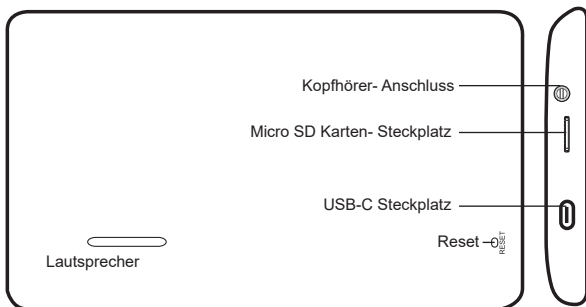 Kopfhörer- Anschluss
Micro SD Karten- Steckplatz
USB-C Steckplatz
Reset
RESET
Lautsprecher